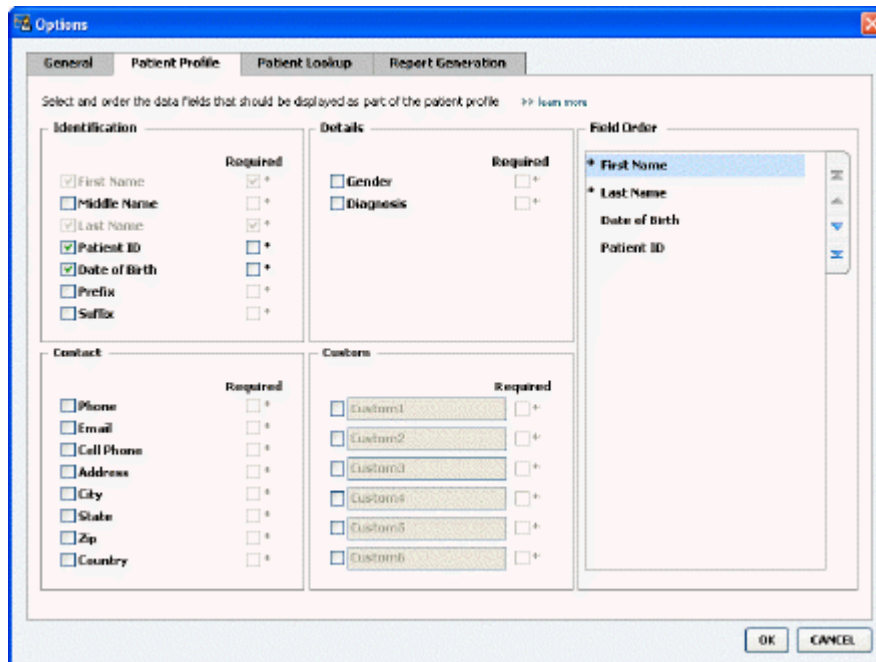 Options
General Patient Profile Patient Lookup Report Generation
Select and order the data fields that should be displayed as part of the patient profile >> learn more
Identification
Required
First Name *
Middle Name *
Last Name *
Patient ID *
Date of Birth *
Prefix *
Suffix *
Details
Required
Gender *
Diagnosis *
Field Order
* First Name
* Last Name
Date of Birth
Patient ID
Contact
Required
Phone *
Email *
Cell Phone *
Address *
City *
State *
Zip *
Country *
Custom
Required
Custom1 *
Custom2 *
Custom3 *
Custom4 *
Custom5 *
Custom6 *
OK CANCEL